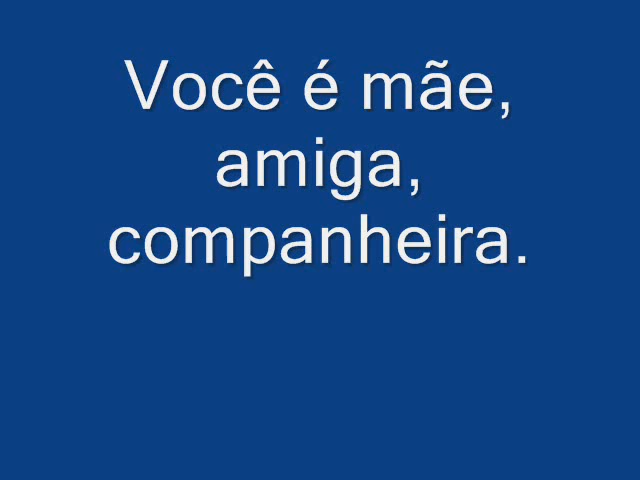 Você é mãe,
amiga,
companheira.